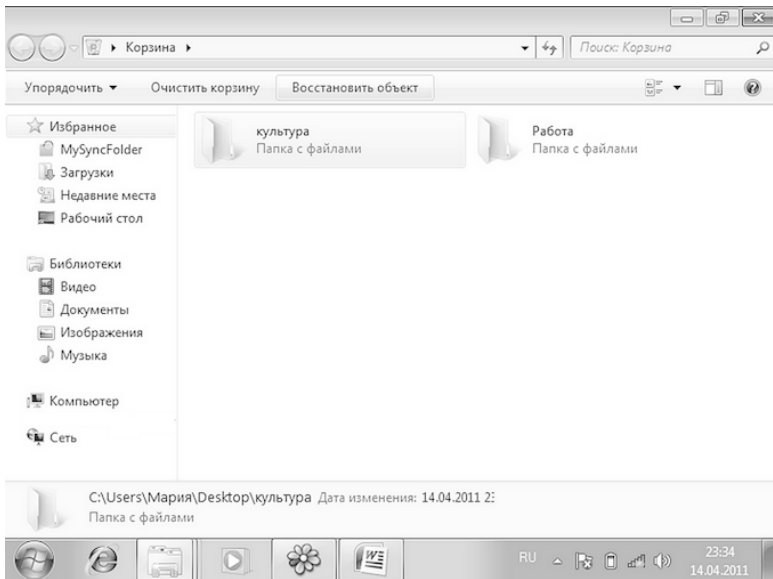 Корзина
Поиск: Корзина
Упорядочить
Очистить корзину
Восстановить объект
Избранное
MySyncFolder
Загрузки
Недавние места
Рабочий стол
Библиотеки
Видео
Документы
Изображения
Музыка
Компьютер
Сеть
культура
Папка с файлами
Работа
Папка с файлами
C:\Users\Мария\Desktop\культура Дата изменения: 14.04.2011
Папка с файлами
RU
23:34
14.04.2011